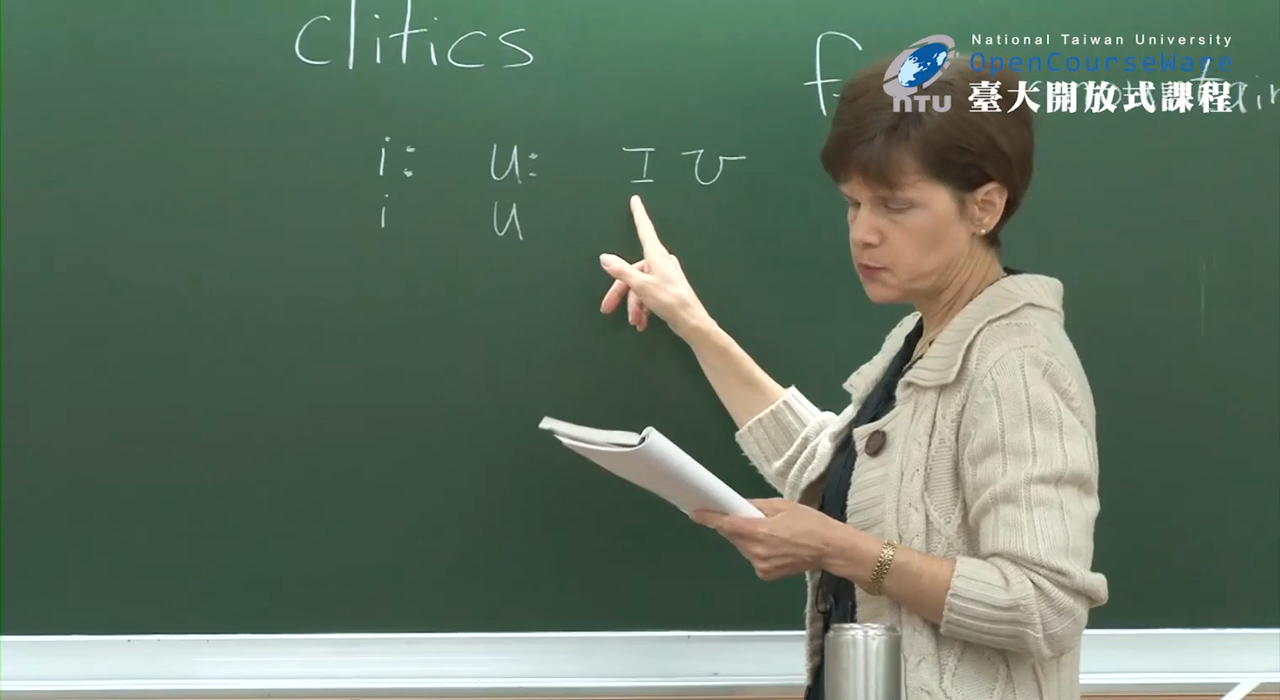 clitics
National Taiwan University
OpenCourseWare
NTU 臺大開放式課程
i: u: ɪ ʊ
i u